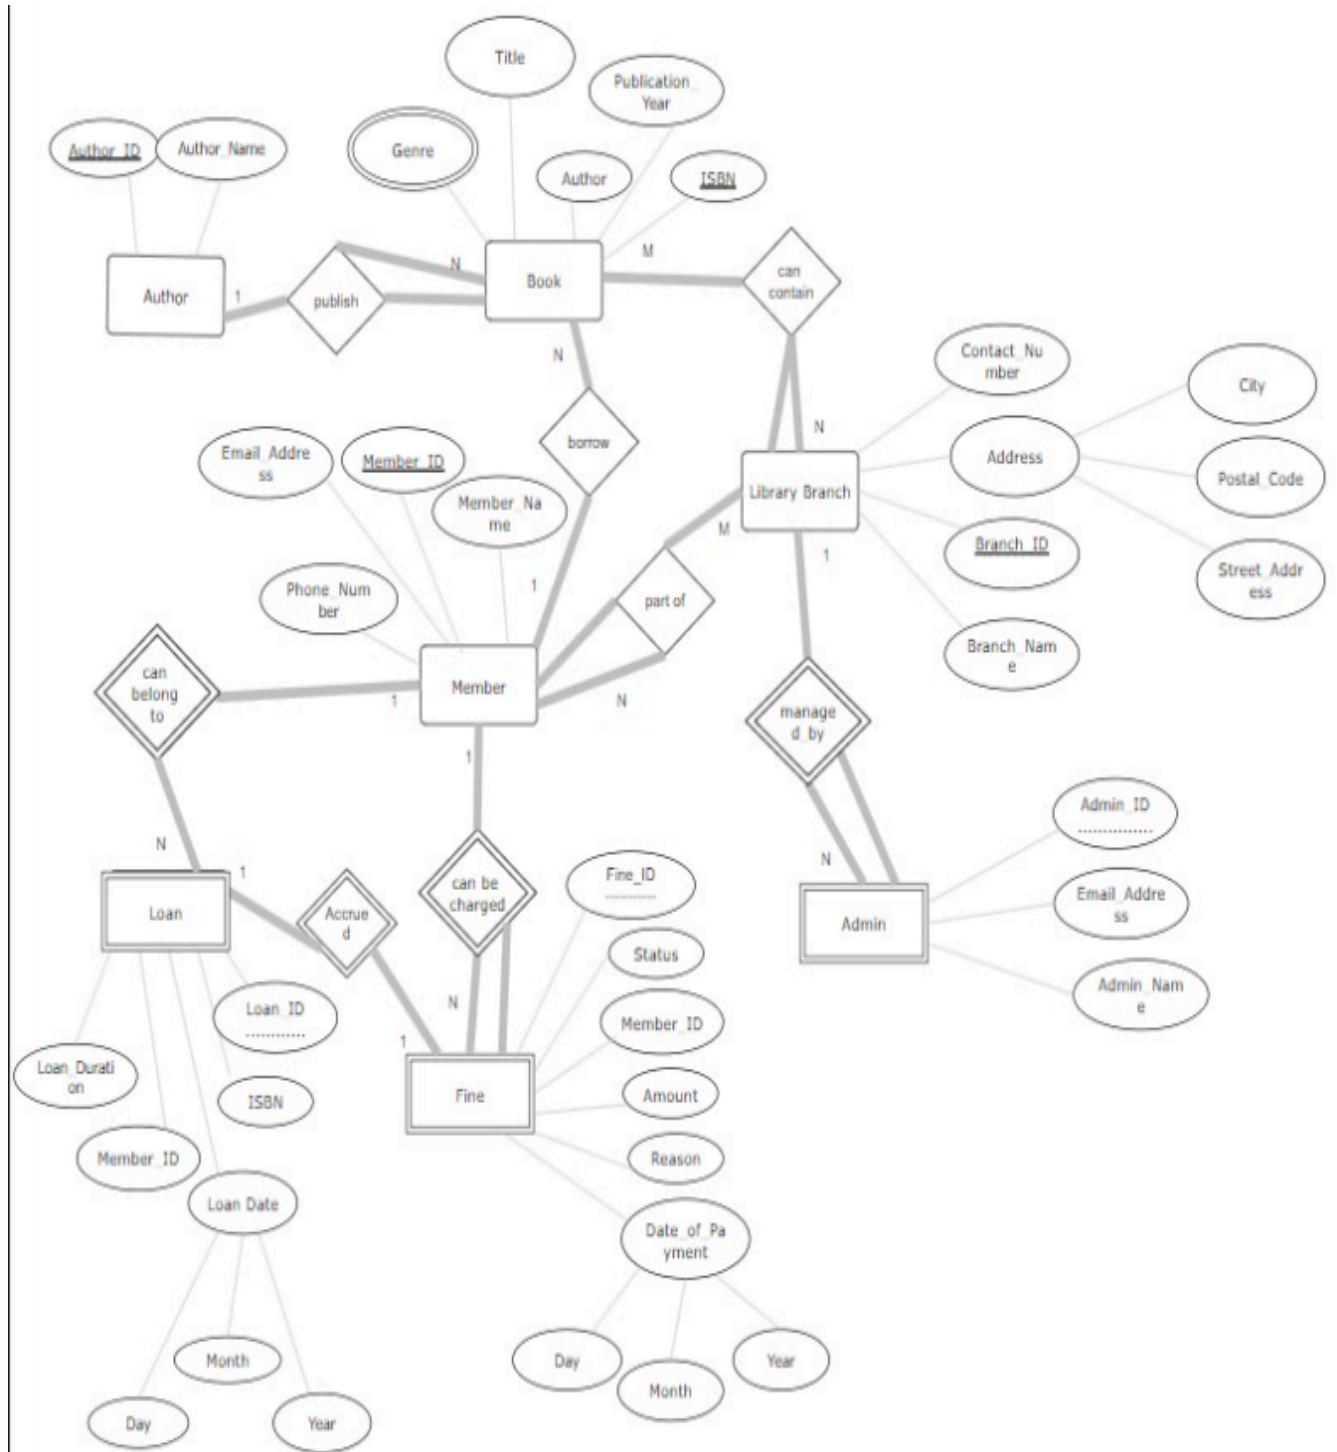 Title
Publication_
Year
Genre
Author_ID
Author_Name
Author
ISBN
M
can
contain
N
Book
Author
1
publish
Contact_Nu
mber
City
N
borrow
N
Address
Email_Addre
ss
Member_ID
Postal_Code
Library Branch
Member_Na
me
M
Branch_ID
1
Street_Addr
ess
Phone_Num
ber
1
part of
Branch_Nam
e
can
belong
to
Member
1
N
manage
d_by
1
Admin_ID
N
N
1
Fine_ID
can be
charged
Email_Addre
ss
Loan
Accrue
d
Admin
Status
Admin_Nam
e
Loan_ID
N
Member_ID
1
Loan_Durati
on
ISBN
Fine
Amount
Member_ID
Reason
Loan Date
Date_of_Pa
yment
Month
Day
Year
Month
Day
Year